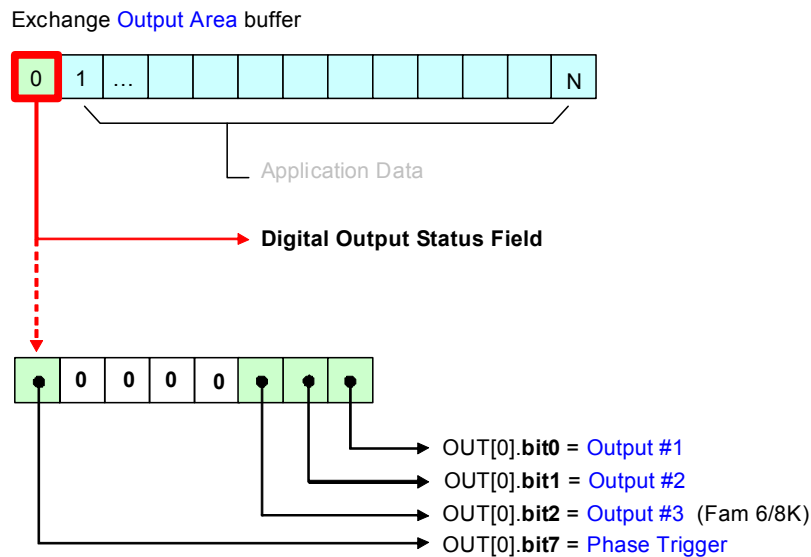 Exchange Output Area buffer
0 1 ... N
Application Data
Digital Output Status Field
0 0 0 0
OUT[0].bit0 = Output #1
OUT[0].bit1 = Output #2
OUT[0].bit2 = Output #3 (Fam 6/8K)
OUT[0].bit7 = Phase Trigger